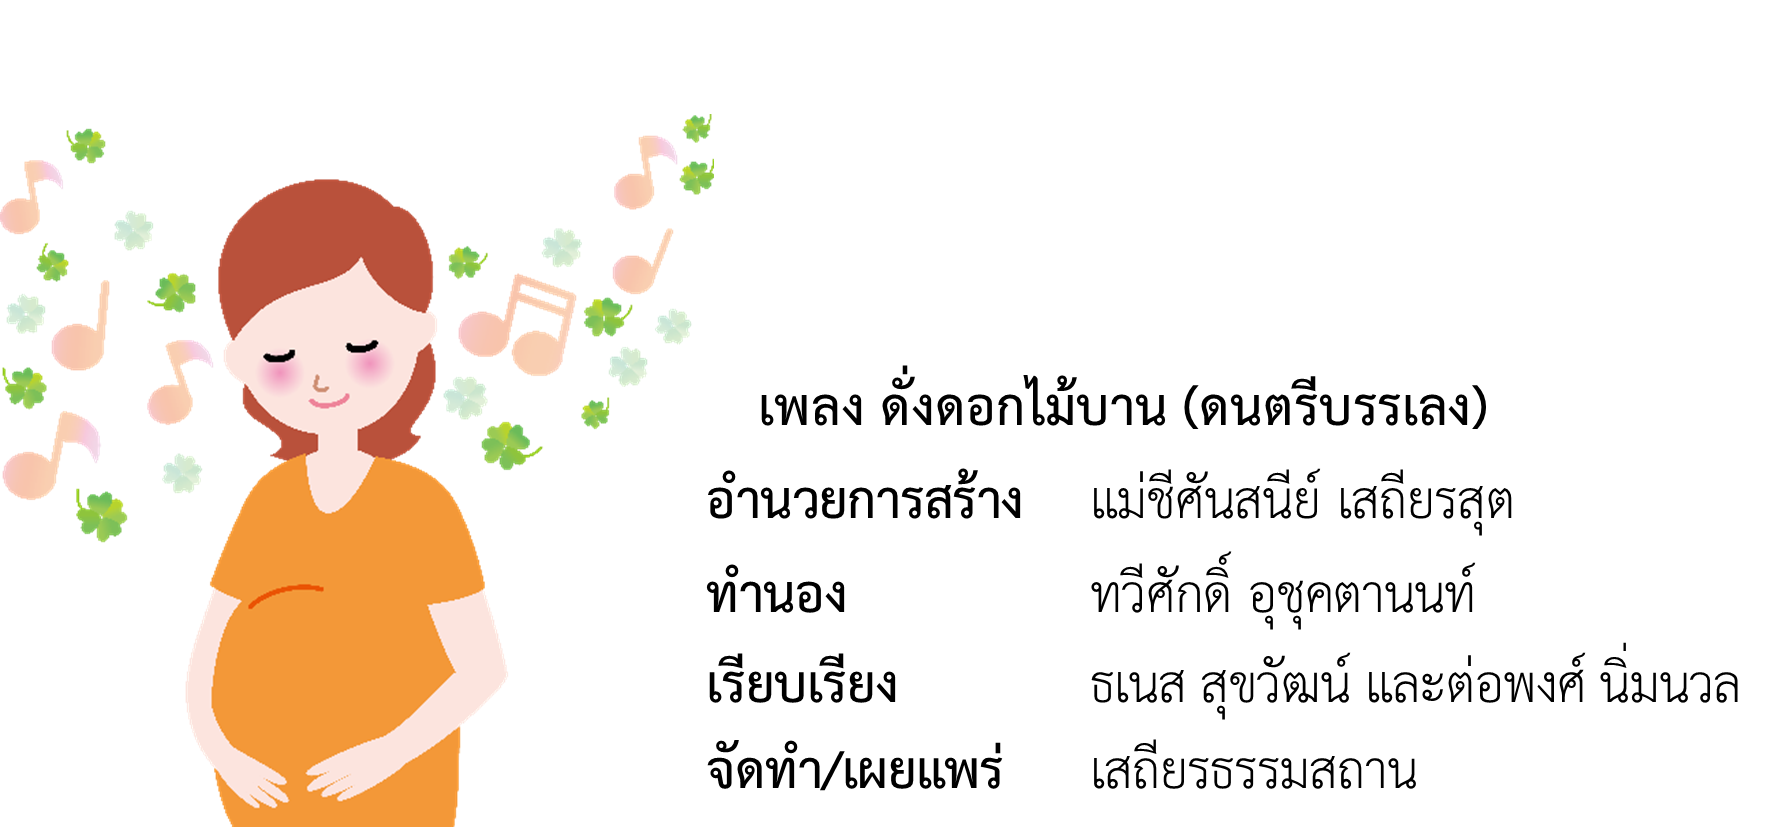 เพลง ดั่งดอกไม้บาน (ดนตรีบรรเลง)
อำนวยการสร้าง แม่ชีศันสนีย์ เสถียรสุต
ทำนอง ทวีศักดิ์ อุชุคตานนท์
เรียบเรียง ธเนส สุขวัฒน์ และต่อพงศ์ นิ่มนวล
จัดทำ/เผยแพร่ เสถียรธรรมสถาน